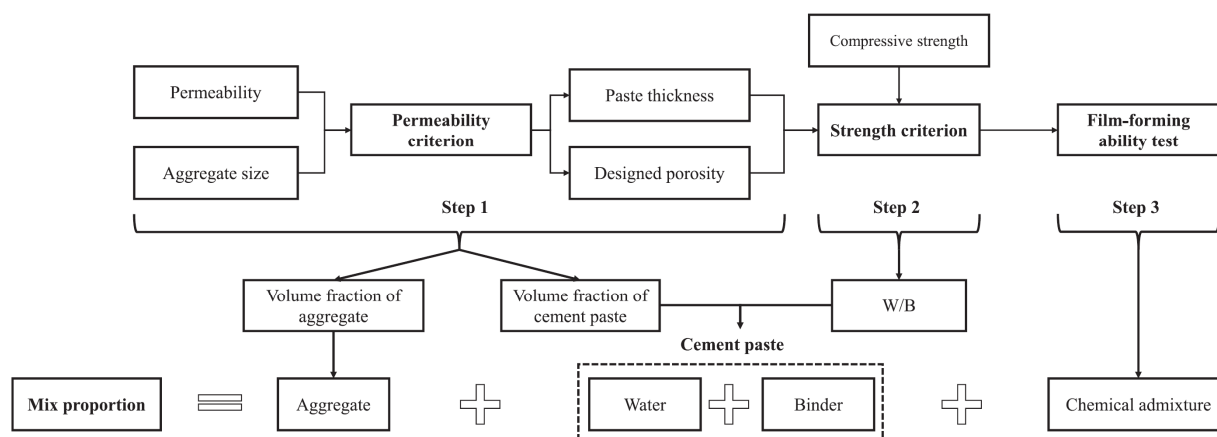 Compressive strength
Permeability
Paste thickness
Permeability
criterion
Strength criterion
Film-forming
ability test
Aggregate size
Designed porosity
Step 1
Step 2
Step 3
Volume fraction of
aggregate
Volume fraction of
cement paste
W/B
Cement paste
Mix proportion
Aggregate
Water
Binder
Chemical admixture